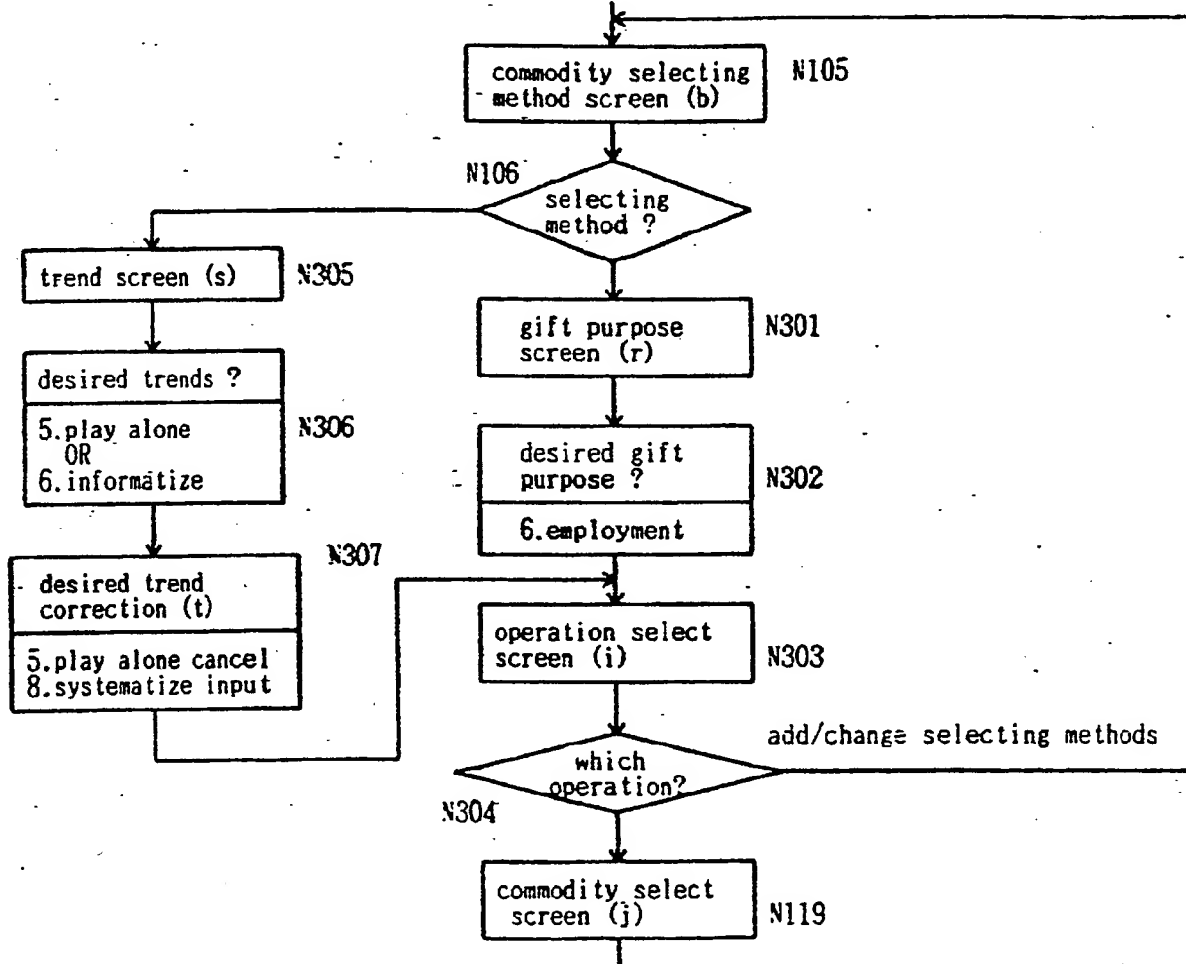 commodity selecting
method screen (b)
N105
N106
selecting
method ?
trend screen (s)
N305
gift purpose
screen (r)
N301
desired trends ?
5.play alone
OR
6.informatize
N306
desired gift
purpose ?
6.employment
N302
N307
desired trend
correction (t)
5.play alone cancel
8.systematize input
operation select
screen (i)
N303
which
operation?
add/change selecting methods
N304
commodity select
screen (j)
N119